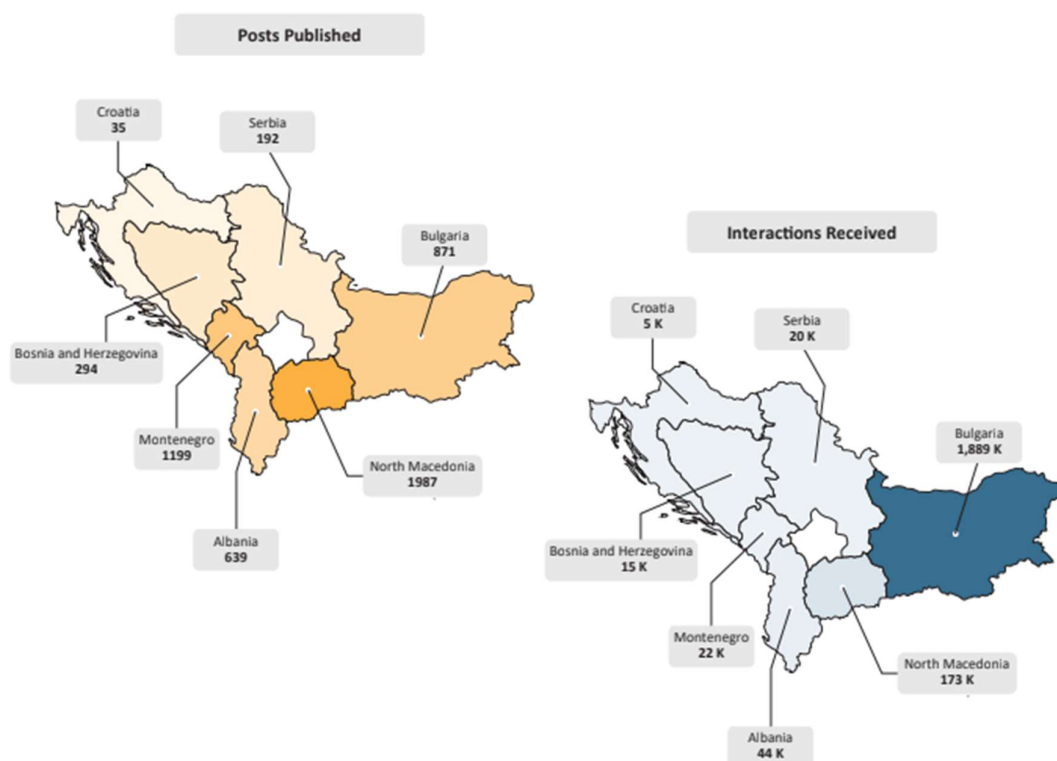 Posts Published
Croatia
35
Serbia
192
Bulgaria
871
Bosnia and Herzegovina
294
Montenegro
1199
North Macedonia
1987
Albania
639
Interactions Received
Croatia
5 K
Serbia
20 K
Bulgaria
1,889 K
Bosnia and Herzegovina
15 K
Montenegro
22 K
North Macedonia
173 K
Albania
44 K